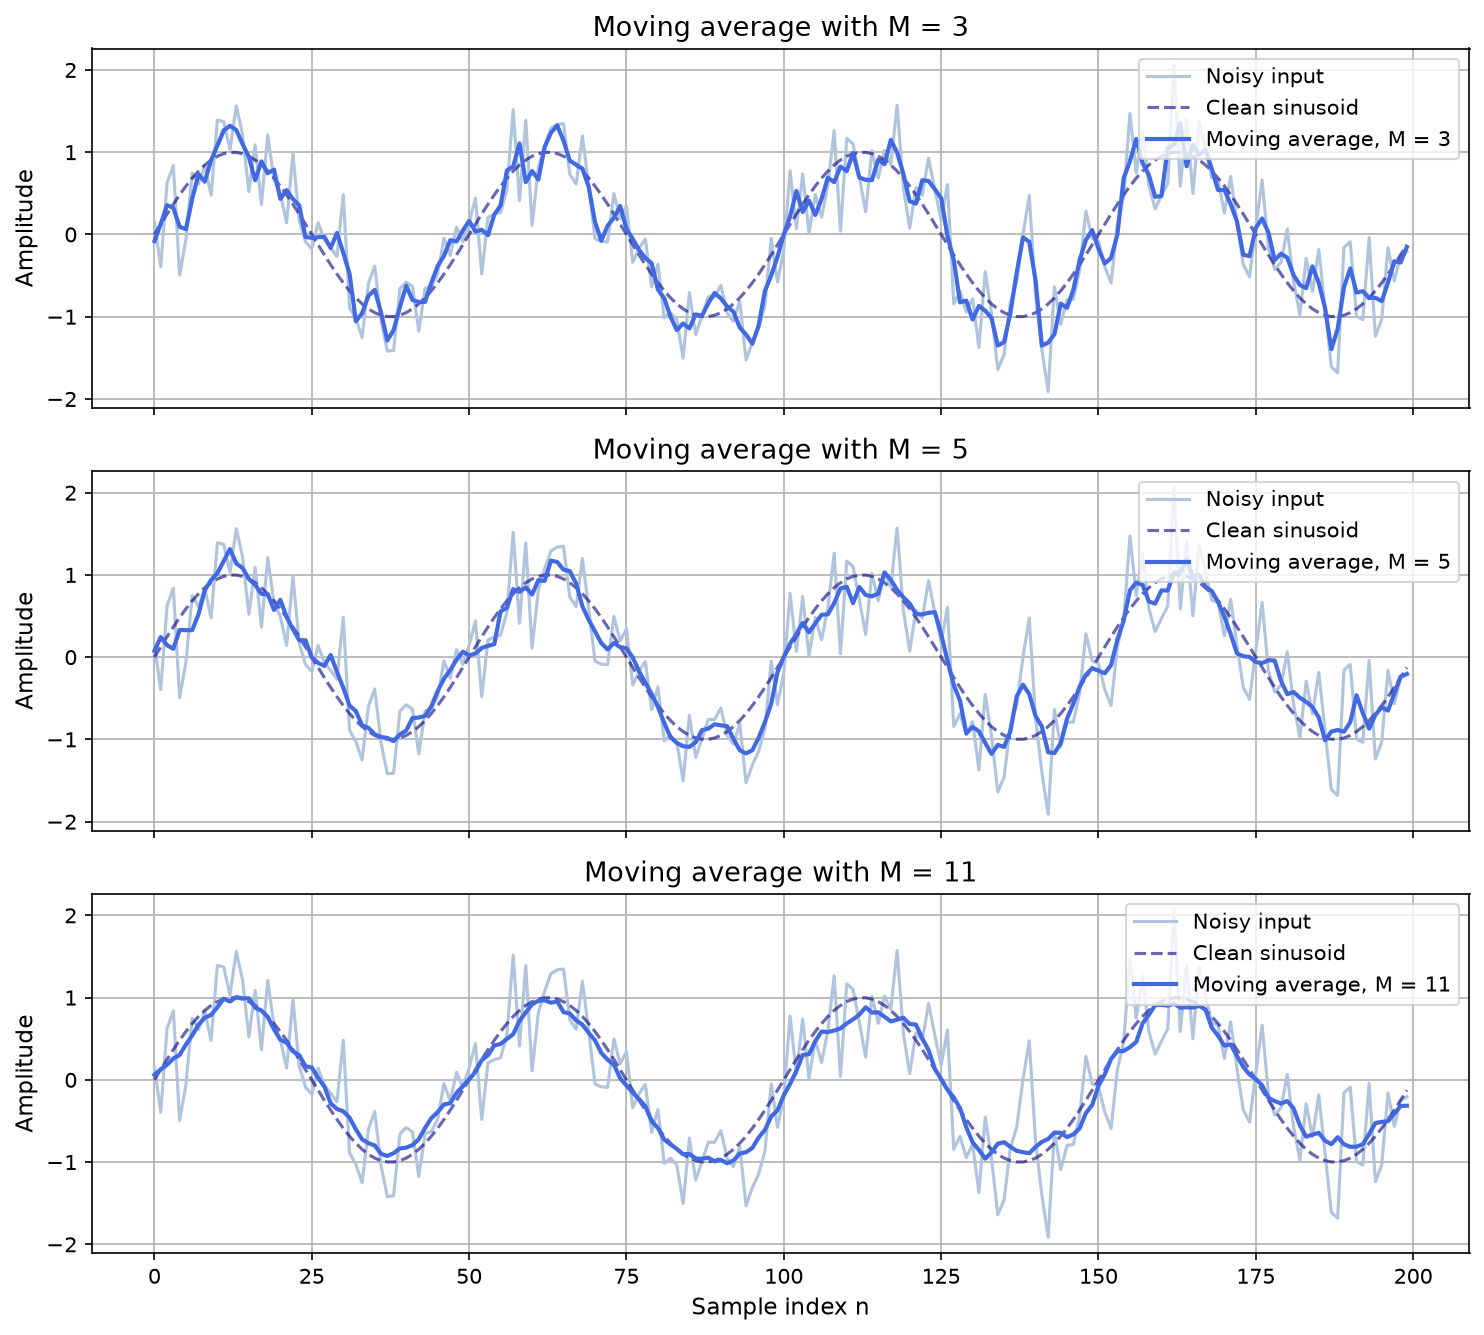 Moving average with M = 3
Amplitude
2
1
0
−1
−2
Noisy input
Clean sinusoid
Moving average, M = 3
Moving average with M = 5
Amplitude
2
1
0
−1
−2
Noisy input
Clean sinusoid
Moving average, M = 5
Moving average with M = 11
Amplitude
2
1
0
−1
−2
Noisy input
Clean sinusoid
Moving average, M = 11
0 25 50 75 100 125 150 175 200
Sample index n